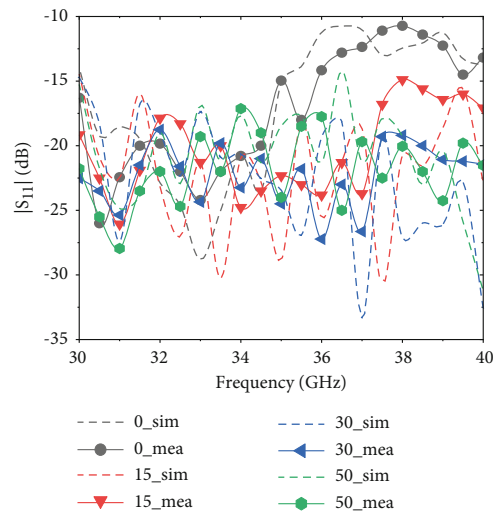 -10
-15
-20
-25
-30
-35
|S11| (dB)
30 32 34 36 38 40
Frequency (GHz)
0_sim
0_mea
15_sim
15_mea
30_sim
30_mea
50_sim
50_mea